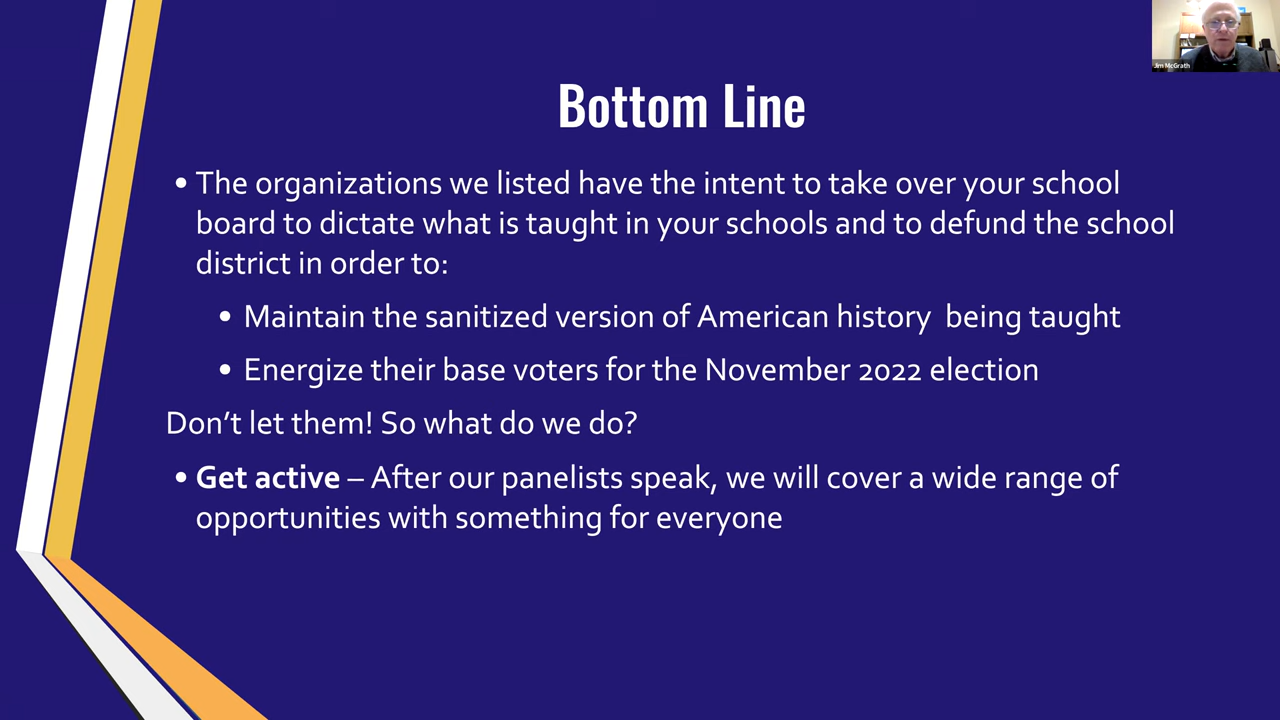 Jim McGrath
Bottom Line
• The organizations we listed have the intent to take over your school
board to dictate what is taught in your schools and to defund the school
district in order to:
• Maintain the sanitized version of American history  being taught
• Energize their base voters for the November 2022 election
Don’t let them! So what do we do?
• Get active – After our panelists speak, we will cover a wide range of
opportunities with something for everyone